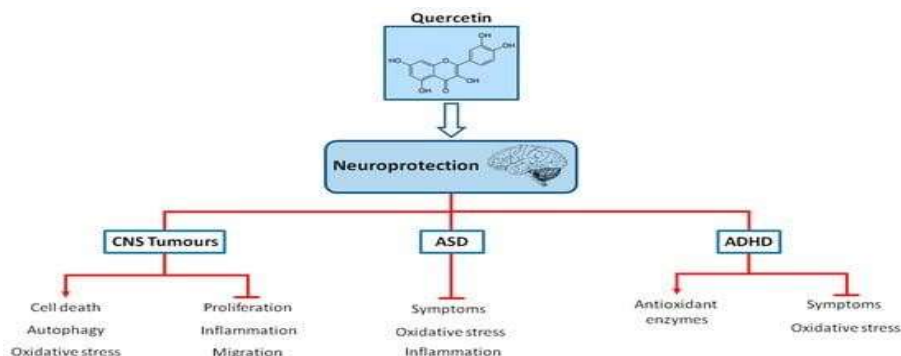 Quercetin
OH
OH
HO
O
OH
OH
O
Neuroprotection
CNS Tumours
ASD
ADHD
Cell death
Autophagy
Oxidative stress
Proliferation
Inflammation
Migration
Symptoms
Oxidative stress
Inflammation
Antioxidant
enzymes
Symptoms
Oxidative stress